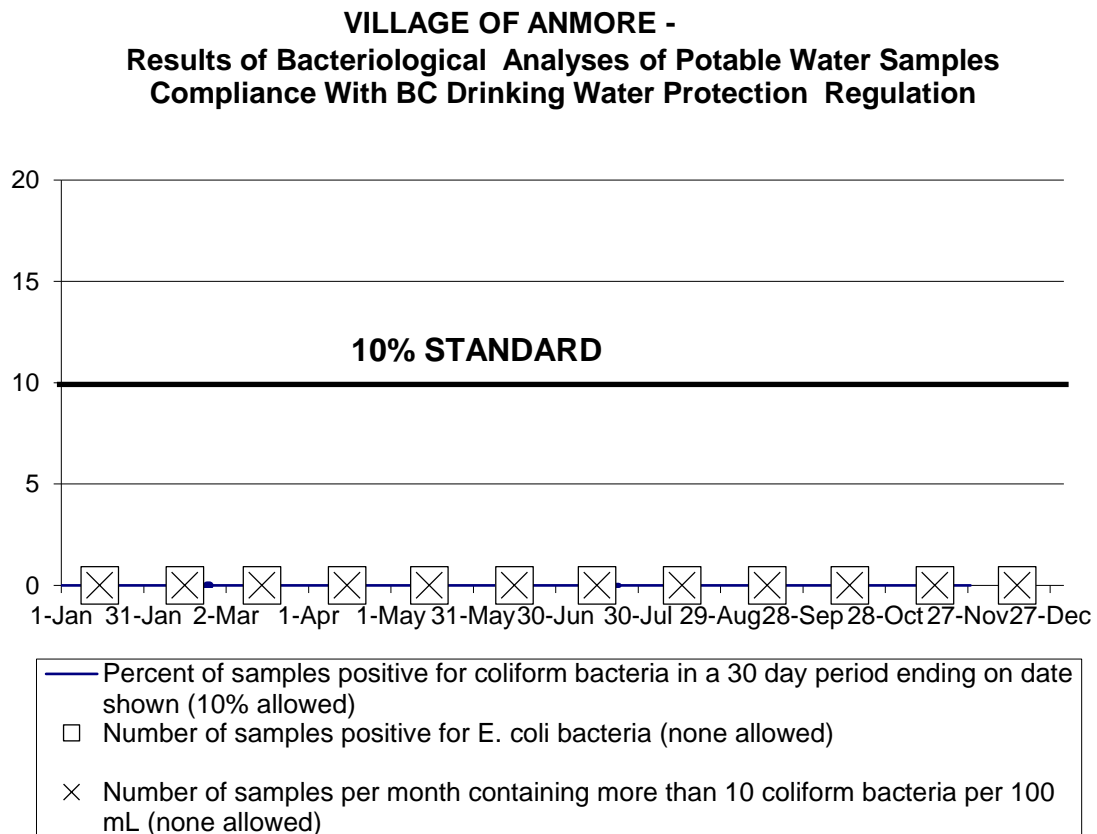 VILLAGE OF ANMORE -
Results of Bacteriological Analyses of Potable Water Samples
Compliance With BC Drinking Water Protection Regulation
20
15
10% STANDARD
10
5
0
1-Jan 31-Jan 2-Mar 1-Apr 1-May 31-May 30-Jun 30-Jul 29-Aug 28-Sep 28-Oct 27-Nov 27-Dec
Percent of samples positive for coliform bacteria in a 30 day period ending on date
shown (10% allowed)
Number of samples positive for E. coli bacteria (none allowed)
Number of samples per month containing more than 10 coliform bacteria per 100
mL (none allowed)